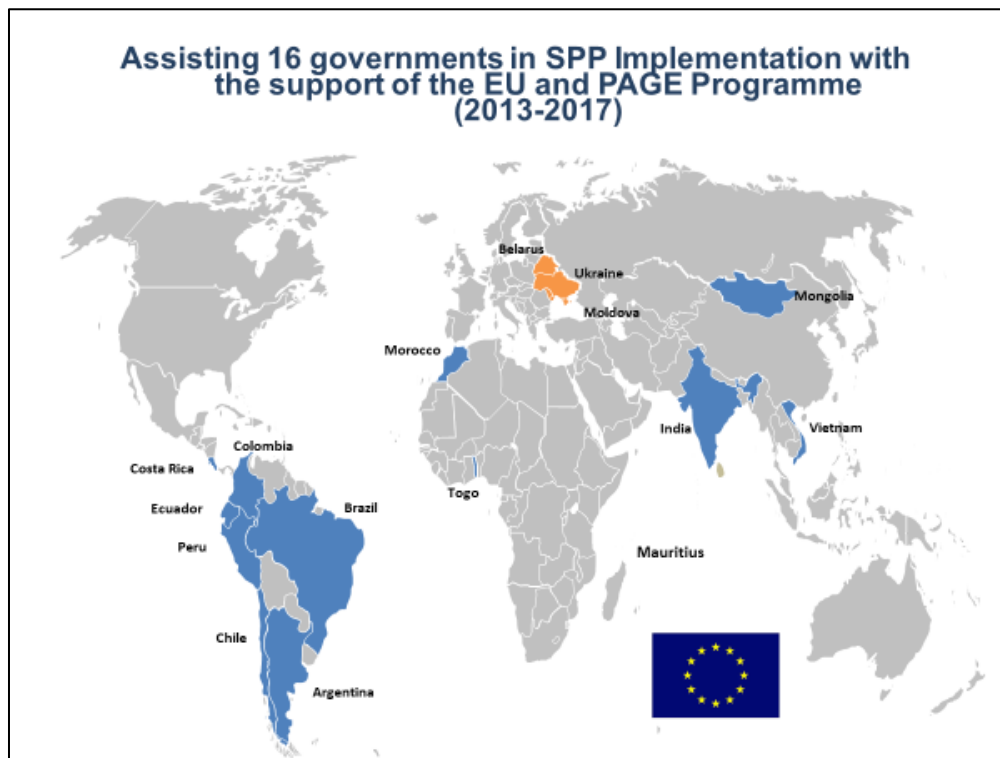 Assisting 16 governments in SPP Implementation with
the support of the EU and PAGE Programme
(2013-2017)
Belarus
Ukraine
Mongolia
Moldova
Morocco
India
Vietnam
Colombia
Costa Rica
Togo
Ecuador
Brazil
Peru
Mauritius
Chile
Argentina